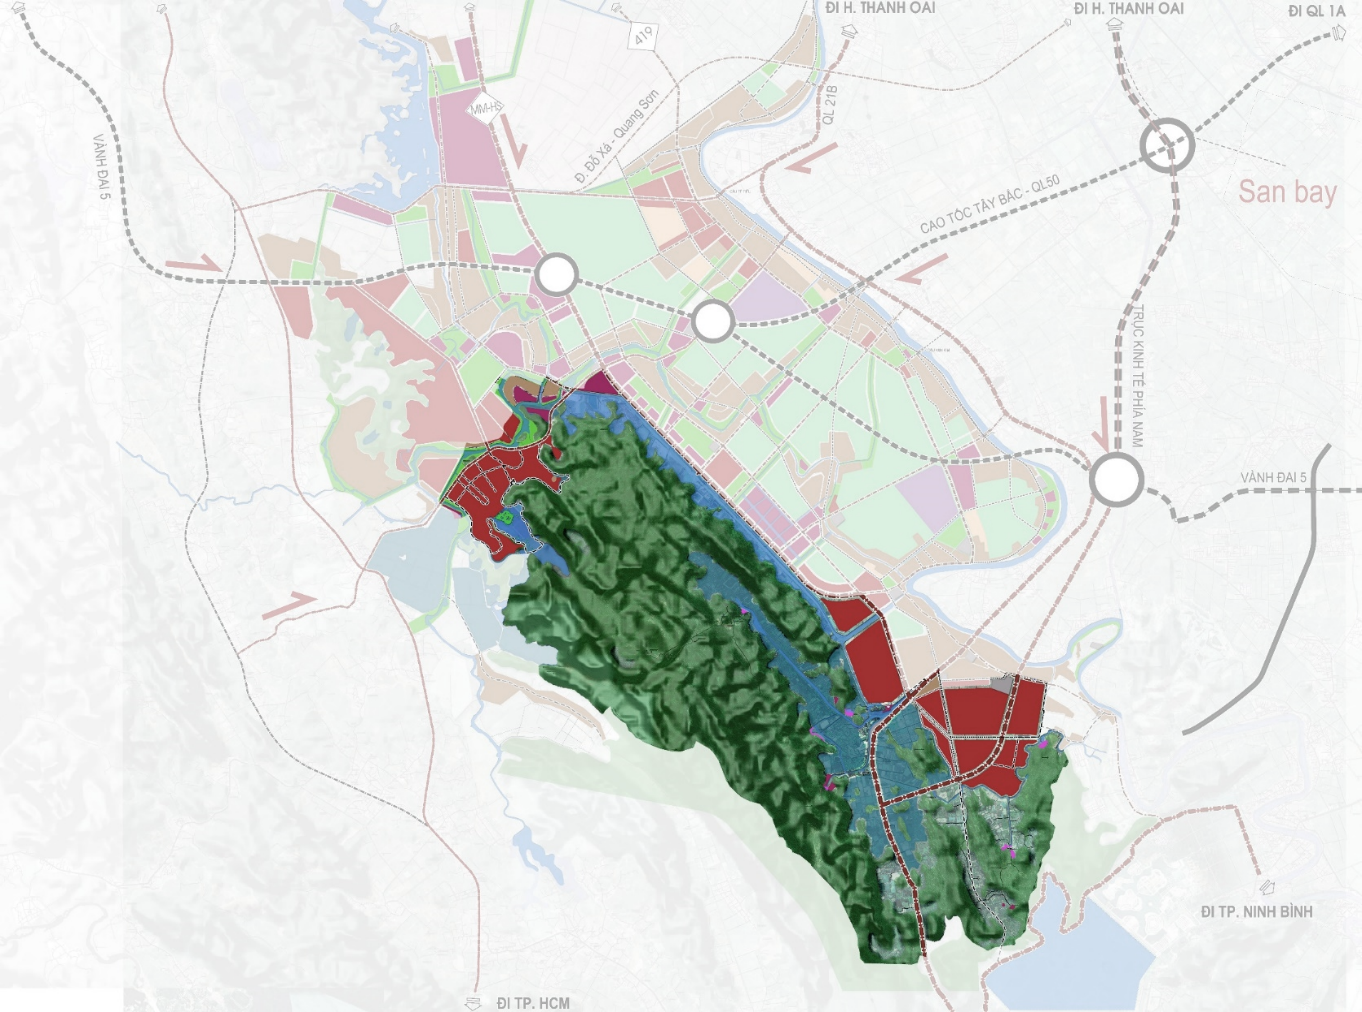 ĐI H. THANH OAI
ĐI H. THANH OAI
ĐI QL 1A
419
MM-HS
QL 21B
Đ. Đỗ Xá - Quang Sơn
VÀNH ĐAI 5
CAO TỐC TÂY BẮC - QL50
San bay
TRỤC KINH TẾ PHÍA NAM
VÀNH ĐAI 5
ĐI TP. NINH BÌNH
ĐI TP. HCM